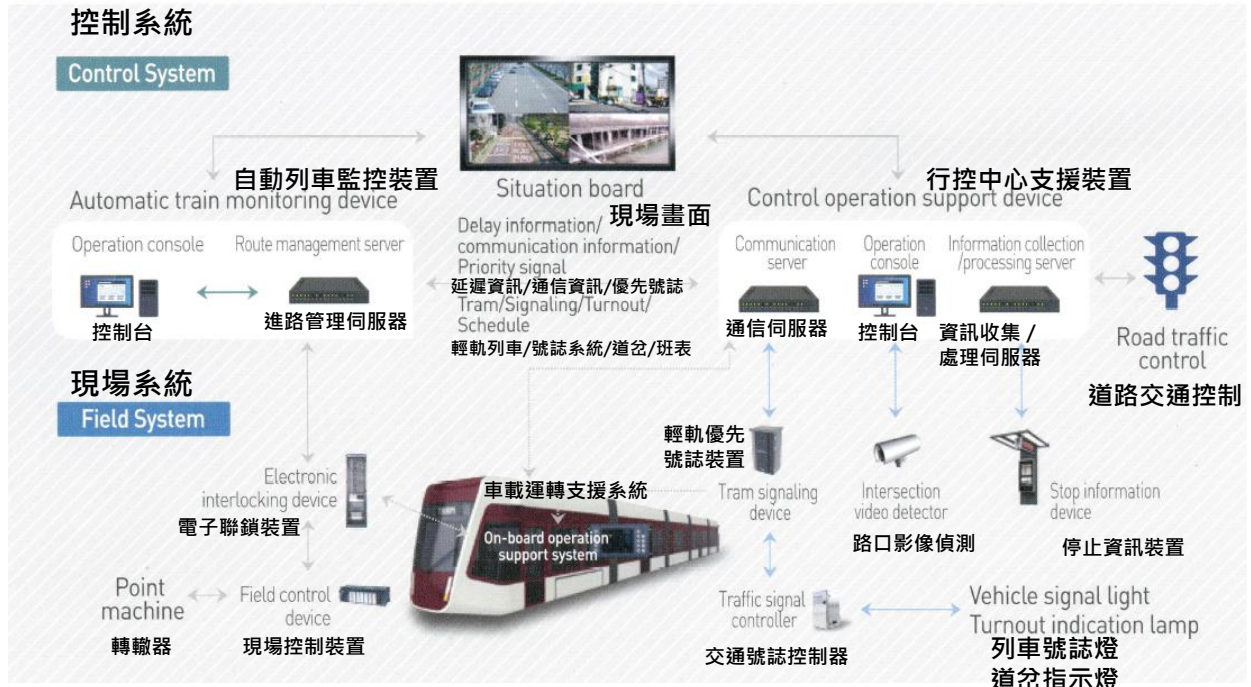 控制系統
Control System
自動列車監控裝置
Automatic train monitoring device
Operation console
Route management server
控制台
進路管理伺服器
Situation board
現場畫面
Delay information/
communication information/
Priority signal
延遲資訊/通信資訊/優先號誌
Tram/Signaling/Turnout/
Schedule
輕軌列車/號誌系統/道岔/班表
行控中心支援裝置
Control operation support device
Communication
server
Operation
console
Information collection
/processing server
通信伺服器
控制台
資訊收集 /
處理伺服器
Road traffic
control
道路交通控制
現場系統
Field System
Electronic
interlocking device
電子聯鎖裝置
Point
machine
轉轍器
Field control
device
現場控制裝置
車載運轉支援系統
On-board operation
support system
輕軌優先
號誌裝置
Tram signaling
device
Intersection
video detector
路口影像偵測
Stop information
device
停止資訊裝置
Traffic signal
controller
交通號誌控制器
Vehicle signal light
Turnout indication lamp
列車號誌燈
道岔指示燈